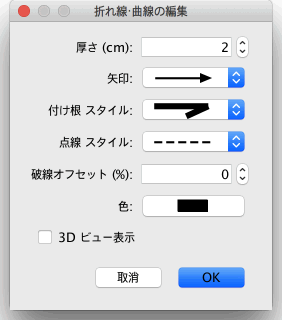 折れ線·曲線の編集
厚さ (cm): 2
矢印:
付け根 スタイル:
点線 スタイル:
破線オフセット (%): 0
色:
3D ビュー表示
取消 OK